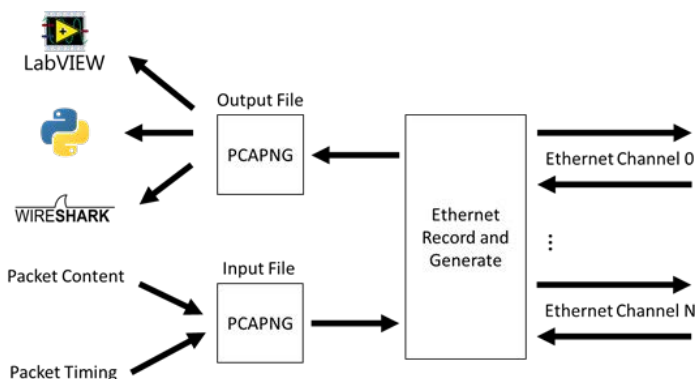 LabVIEW
Output File
PCAPNG
Ethernet Channel 0
WIRESHARK
Ethernet
Record and
Generate
⋮
Input File
Packet Content
PCAPNG
Ethernet Channel N
Packet Timing